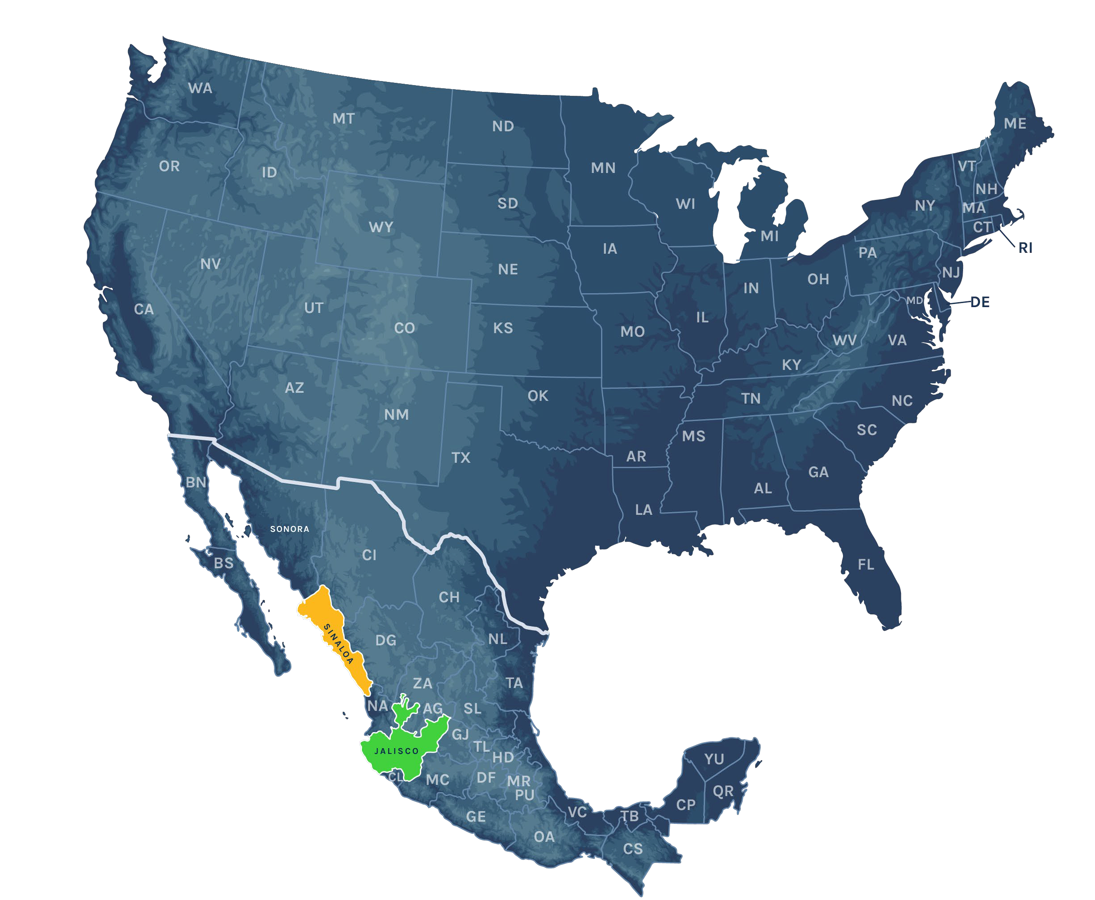 WA
MT
ND
MN
ME
OR
ID
SD
WI
MI
VT
NH
NY
MA
CT
RI
WY
IA
NE
PA
NJ
NV
UT
CO
KS
MO
IL
IN
OH
MD
DE
CA
WV
VA
KY
AZ
NM
OK
TN
NC
AR
MS
SC
TX
LA
AL
GA
FL
BN
SONORA
BS
CI
CH
SINALOA
DG
NL
ZA
TA
NA
AG
SL
JALISCO
GJ
TL
HD
CL
MC
DF
MR
PU
GE
OA
VC
TB
CS
CP
YU
QR